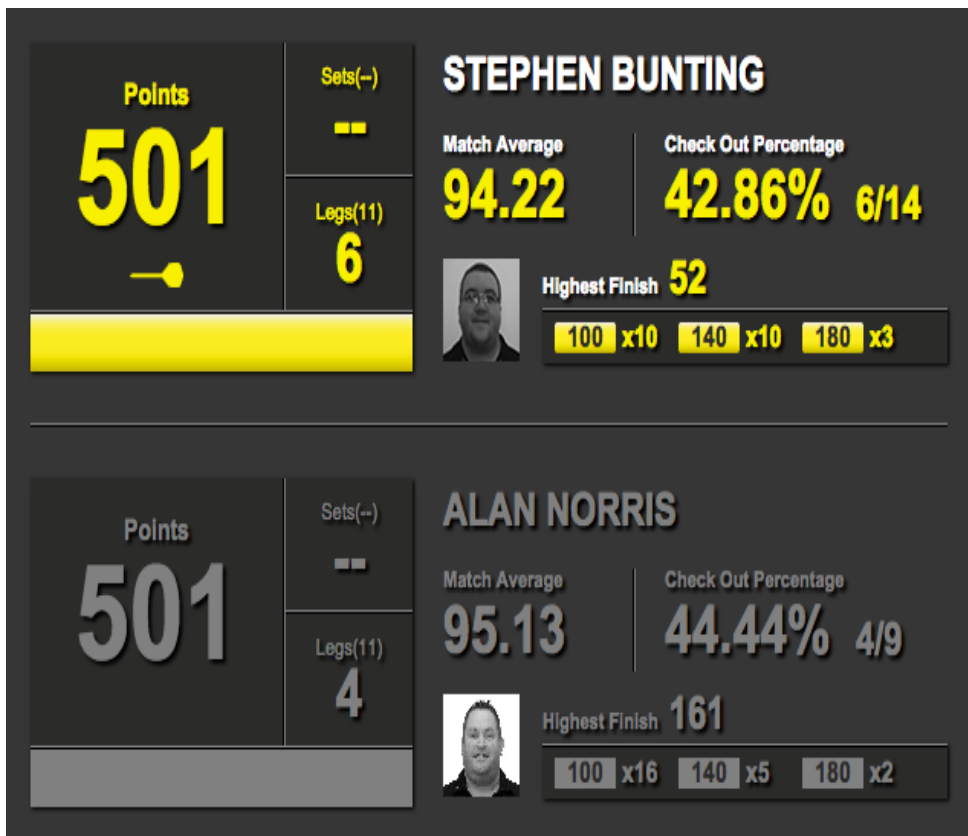 Points
501
Sets(--)
--
Legs(11)
6
STEPHEN BUNTING
Match Average
94.22
Check Out Percentage
42.86% 6/14
Highest Finish 52
100 x10 140 x10 180 x3
Points
501
Sets(--)
--
Legs(11)
4
ALAN NORRIS
Match Average
95.13
Check Out Percentage
44.44% 4/9
Highest Finish 161
100 x16 140 x5 180 x2